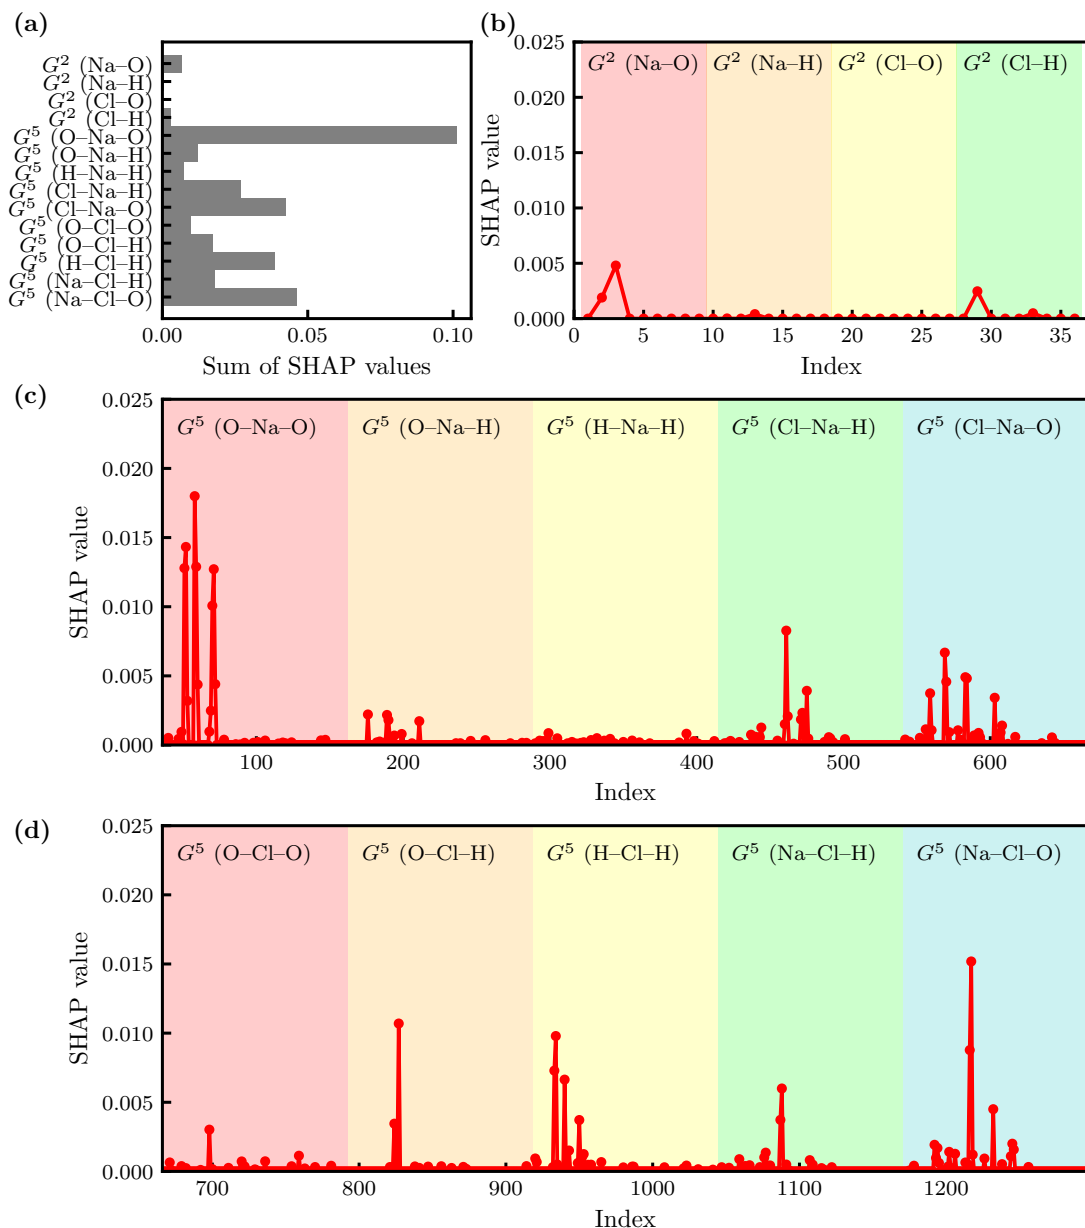 (a)
G² (Na–O)
G² (Na–H)
G² (Cl–O)
G² (Cl–H)
G⁵ (O–Na–O)
G⁵ (O–Na–H)
G⁵ (H–Na–H)
G⁵ (Cl–Na–H)
G⁵ (Cl–Na–O)
G⁵ (O–Cl–O)
G⁵ (O–Cl–H)
G⁵ (H–Cl–H)
G⁵ (Na–Cl–H)
G⁵ (Na–Cl–O)
0.00 0.05 0.10
Sum of SHAP values
(b)
G² (Na–O) G² (Na–H) G² (Cl–O) G² (Cl–H)
0.025
0.020
0.015
0.010
0.005
0.000
SHAP value
0 5 10 15 20 25 30 35
Index
(c)
G⁵ (O–Na–O) G⁵ (O–Na–H) G⁵ (H–Na–H) G⁵ (Cl–Na–H) G⁵ (Cl–Na–O)
0.025
0.020
0.015
0.010
0.005
0.000
SHAP value
100 200 300 400 500 600
Index
(d)
G⁵ (O–Cl–O) G⁵ (O–Cl–H) G⁵ (H–Cl–H) G⁵ (Na–Cl–H) G⁵ (Na–Cl–O)
0.025
0.020
0.015
0.010
0.005
0.000
SHAP value
700 800 900 1000 1100 1200
Index